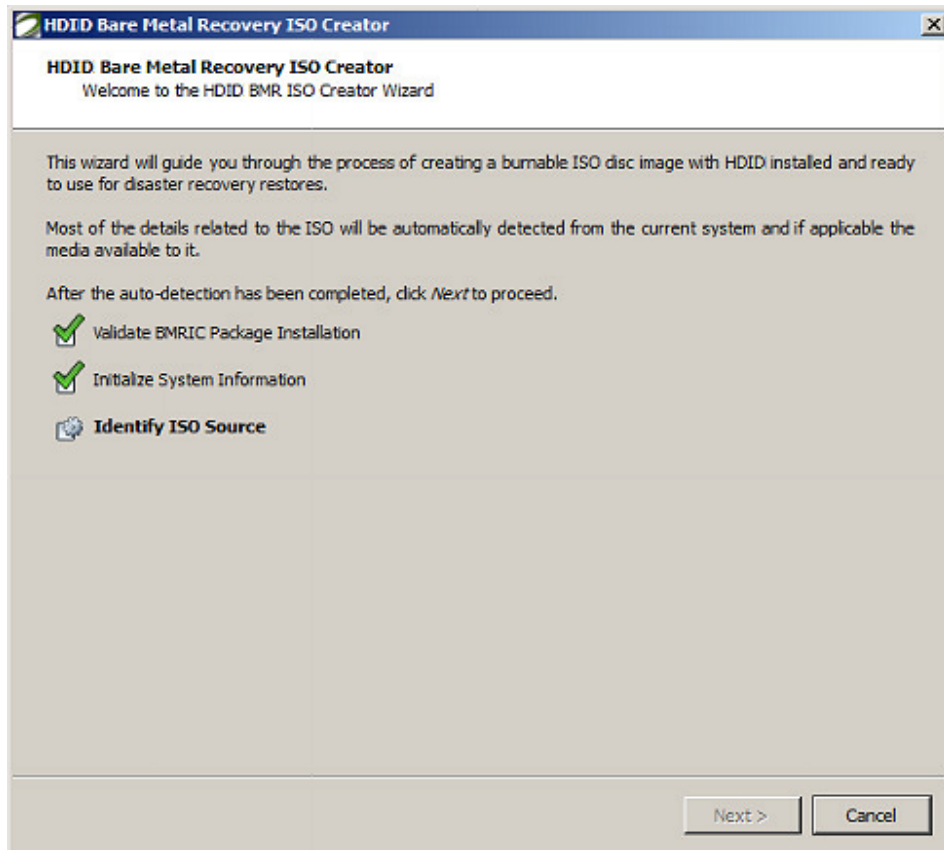 HDID Bare Metal Recovery ISO Creator
HDID Bare Metal Recovery ISO Creator
Welcome to the HDID BMR ISO Creator Wizard
This wizard will guide you through the process of creating a burnable ISO disc image with HDID installed and ready
to use for disaster recovery restores.
Most of the details related to the ISO will be automatically detected from the current system and if applicable the
media available to it.
After the auto-detection has been completed, click Next to proceed.
Validate BMRIC Package Installation
Initialize System Information
Identify ISO Source
Next >
Cancel